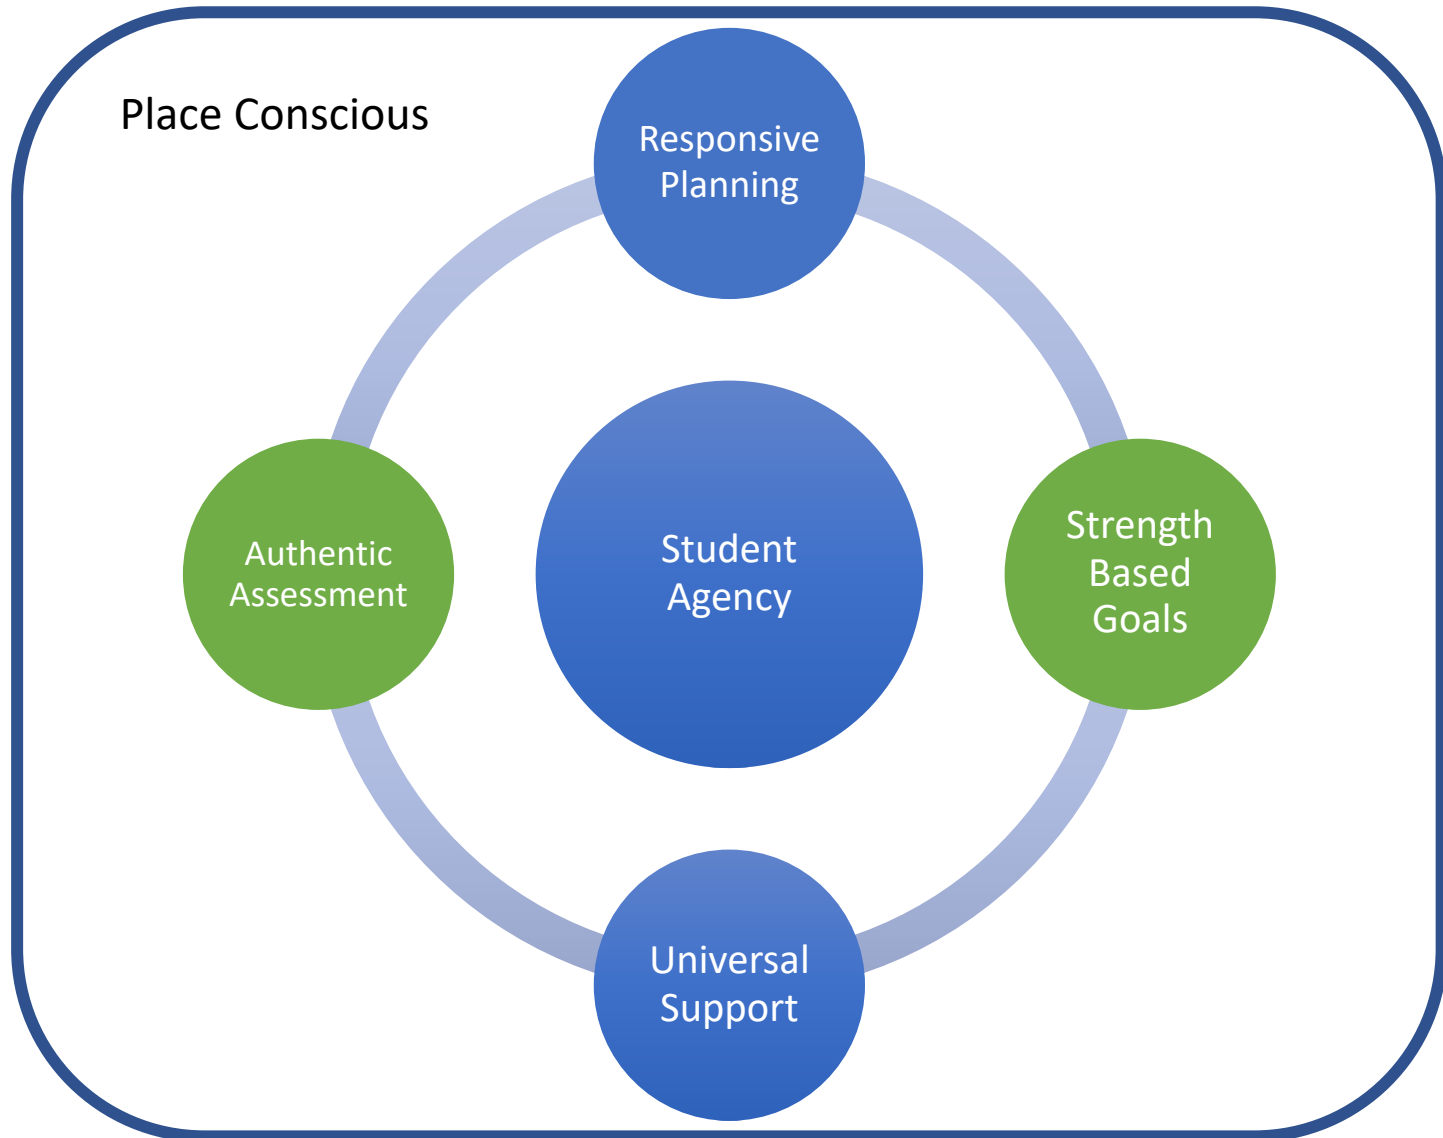 Place Conscious
Responsive
Planning
Authentic
Assessment
Student
Agency
Strength
Based
Goals
Universal
Support